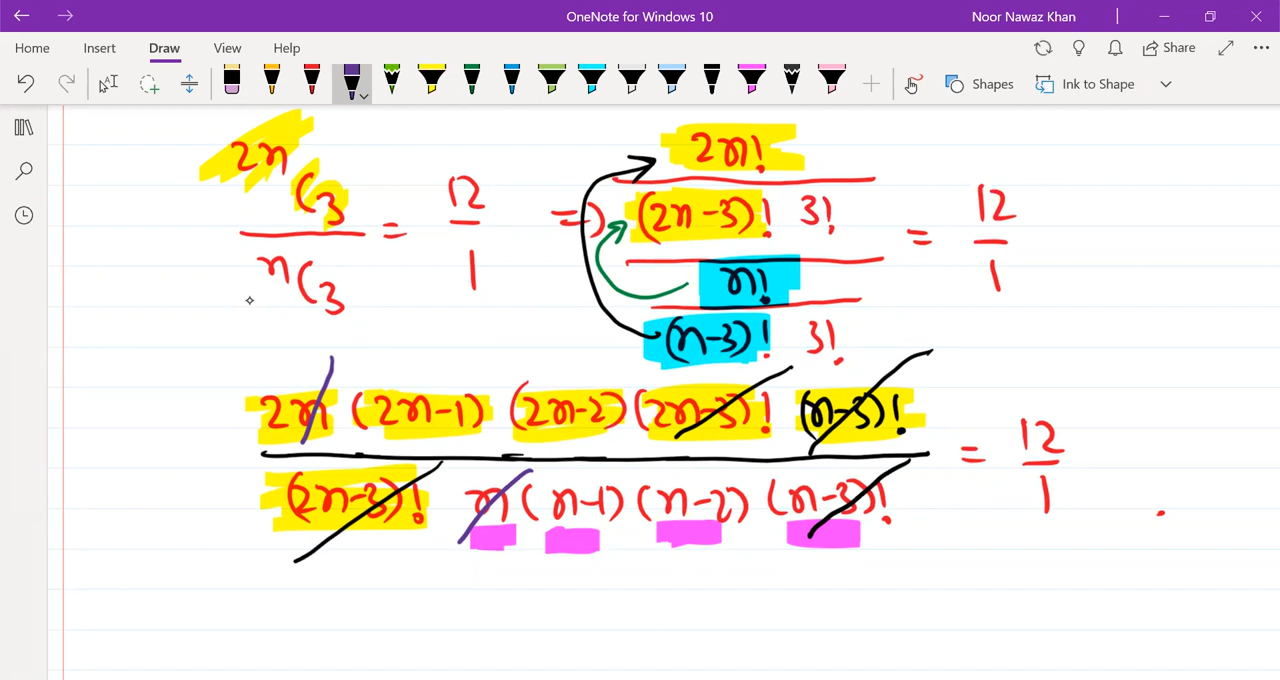 OneNote for Windows 10
Noor Nawaz Khan
Home Insert Draw View Help
Share
Shapes
Ink to Shape
2n C3 / n C3 = 12/1 => (2n! / (2n-3)! 3!) / (n! / (n-3)! 3!) = 12/1
2n (2n-1) (2n-2) (2n-3)! (n-3)! / (2n-3)! n (n-1) (n-2) (n-3)! = 12/1